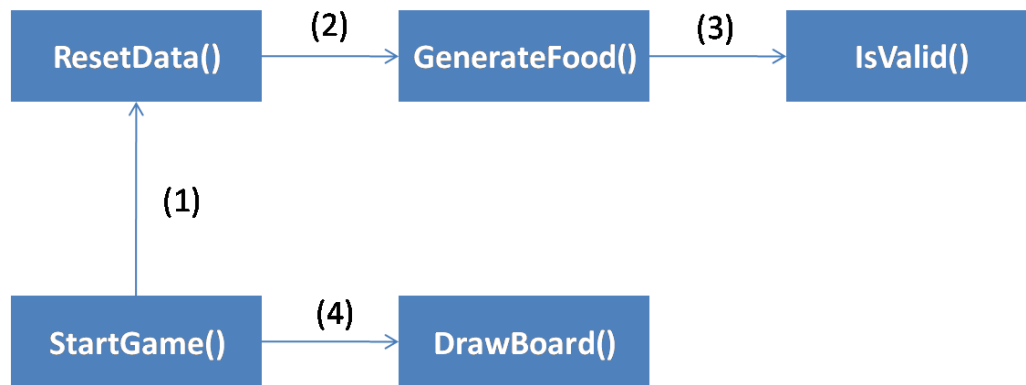 ResetData()
(2)
GenerateFood()
(3)
IsValid()
(1)
StartGame()
(4)
DrawBoard()